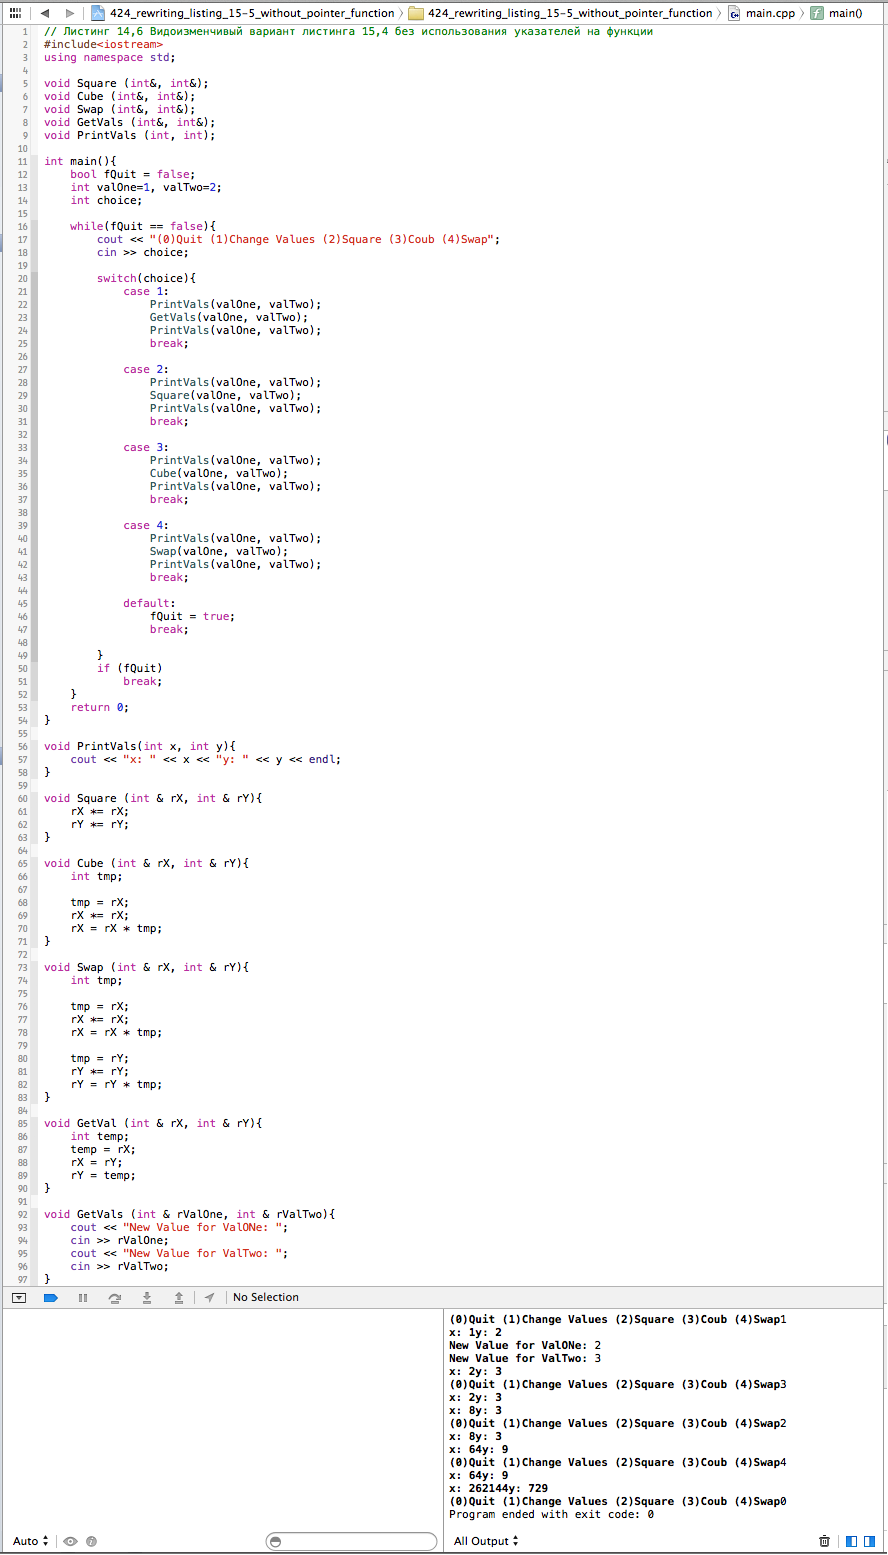 424_rewriting_listing_15-5_without_pointer_function 424_rewriting_listing_15-5_without_pointer_function main.cpp main()
1 // Листинг 14,6 Видоизменчивый вариант листинга 15,4 без использования указателей на функции
2 #include<iostream>
3 using namespace std;
4
5 void Square (int&, int&);
6 void Cube (int&, int&);
7 void Swap (int&, int&);
8 void GetVals (int&, int&);
9 void PrintVals (int, int);
10
11 int main(){
12 bool fQuit = false;
13 int valOne=1, valTwo=2;
14 int choice;
15
16 while(fQuit == false){
17 cout << "(0)Quit (1)Change Values (2)Square (3)Coub (4)Swap";
18 cin >> choice;
19
20 switch(choice){
21 case 1:
22 PrintVals(valOne, valTwo);
23 GetVals(valOne, valTwo);
24 PrintVals(valOne, valTwo);
25 break;
26
27 case 2:
28 PrintVals(valOne, valTwo);
29 Square(valOne, valTwo);
30 PrintVals(valOne, valTwo);
31 break;
32
33 case 3:
34 PrintVals(valOne, valTwo);
35 Cube(valOne, valTwo);
36 PrintVals(valOne, valTwo);
37 break;
38
39 case 4:
40 PrintVals(valOne, valTwo);
41 Swap(valOne, valTwo);
42 PrintVals(valOne, valTwo);
43 break;
44
45 default:
46 fQuit = true;
47 break;
48
49 }
50 if (fQuit)
51 break;
52 }
53 return 0;
54 }
55
56 void PrintVals(int x, int y){
57 cout << "x: " << x << "y: " << y << endl;
58 }
59
60 void Square (int & rX, int & rY){
61 rX *= rX;
62 rY *= rY;
63 }
64
65 void Cube (int & rX, int & rY){
66 int tmp;
67
68 tmp = rX;
69 rX *= rX;
70 rX = rX * tmp;
71 }
72
73 void Swap (int & rX, int & rY){
74 int tmp;
75
76 tmp = rX;
77 rX *= rX;
78 rX = rX * tmp;
79
80 tmp = rY;
81 rY *= rY;
82 rY = rY * tmp;
83 }
84
85 void GetVal (int & rX, int & rY){
86 int temp;
87 temp = rX;
88 rX = rY;
89 rY = temp;
90 }
91
92 void GetVals (int & rValOne, int & rValTwo){
93 cout << "New Value for ValONe: ";
94 cin >> rValOne;
95 cout << "New Value for ValTwo: ";
96 cin >> rValTwo;
97 }
No Selection
(0)Quit (1)Change Values (2)Square (3)Coub (4)Swap1
x: 1y: 2
New Value for ValONe: 2
New Value for ValTwo: 3
x: 2y: 3
(0)Quit (1)Change Values (2)Square (3)Coub (4)Swap3
x: 2y: 3
x: 8y: 3
(0)Quit (1)Change Values (2)Square (3)Coub (4)Swap2
x: 8y: 3
x: 64y: 9
(0)Quit (1)Change Values (2)Square (3)Coub (4)Swap4
x: 64y: 9
x: 262144y: 729
(0)Quit (1)Change Values (2)Square (3)Coub (4)Swap0
Program ended with exit code: 0
Auto All Output